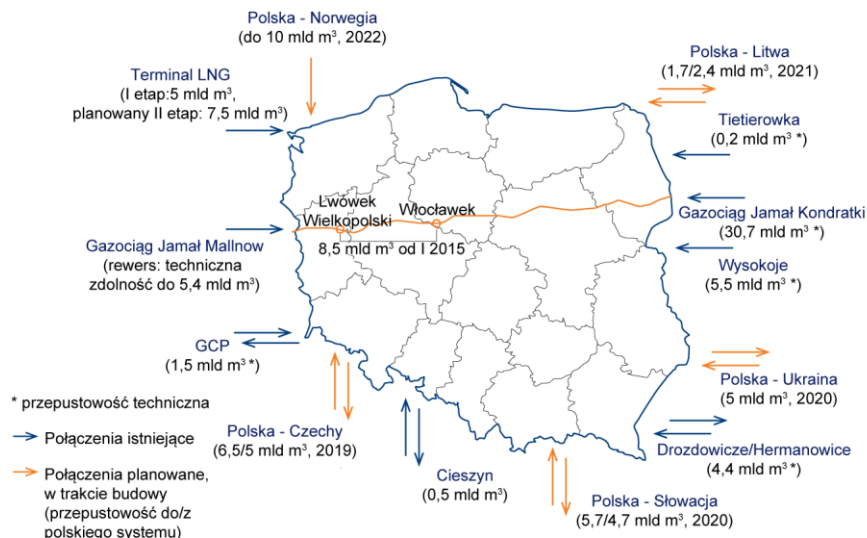 Polska - Norwegia
(do 10 mld m³, 2022)
Terminal LNG
(I etap:5 mld m³,
planowany II etap: 7,5 mld m³)
Polska - Litwa
(1,7/2,4 mld m³, 2021)
Tietierowka
(0,2 mld m³ *)
Lwówek
Wielkopolski
Włocławek
8,5 mld m³ od I 2015
Gazociąg Jamał Kondratki
(30,7 mld m³ *)
Gazociąg Jamał Mallnow
(rewers: techniczna
zdolność do 5,4 mld m³)
Wysokoje
(5,5 mld m³ *)
GCP
(1,5 mld m³ *)
Polska - Ukraina
(5 mld m³, 2020)
Drozdowicze/Hermanowice
(4,4 mld m³ *)
Polska - Czechy
(6,5/5 mld m³, 2019)
Cieszyn
(0,5 mld m³)
Polska - Słowacja
(5,7/4,7 mld m³, 2020)
* przepustowość techniczna
Połączenia istniejące
Połączenia planowane,
w trakcie budowy
(przepustowość do/z
polskiego systemu)